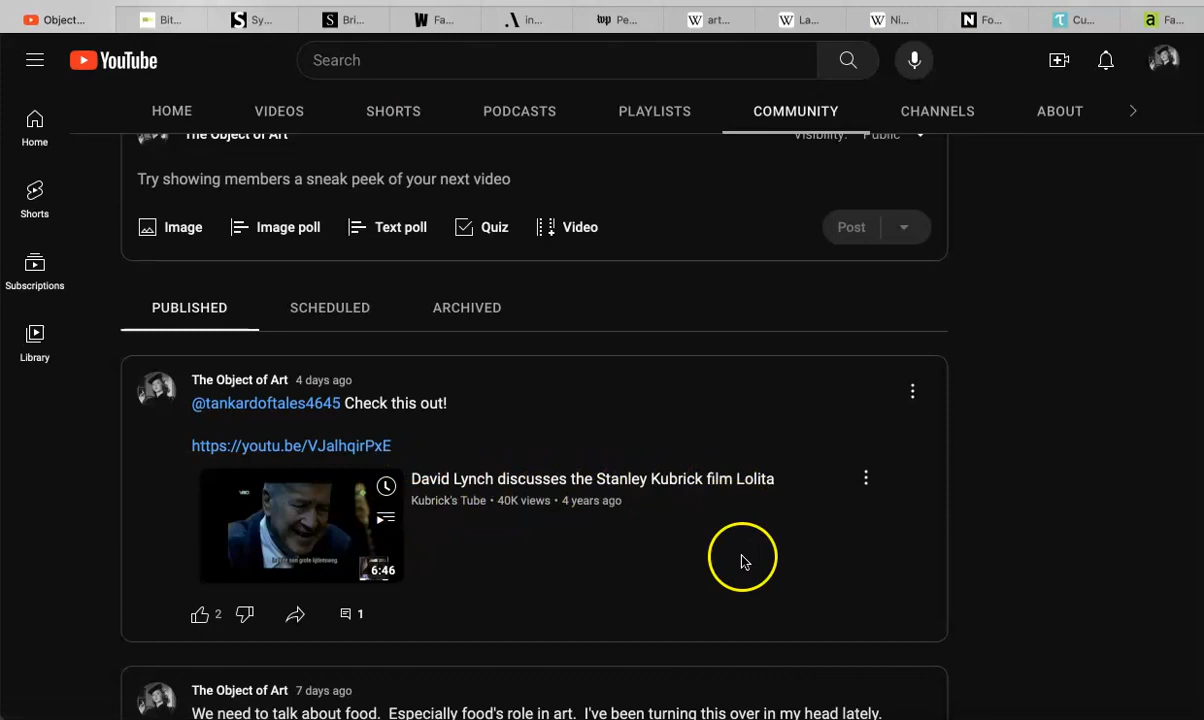 Object... Bit... Sy... Bri... Fa... in... Pe... art... La... Ni... Fo... Cu... Fa...
YouTube Search
HOME VIDEOS SHORTS PODCASTS PLAYLISTS COMMUNITY CHANNELS ABOUT
The Object of Art Visibility: Public
Home
Try showing members a sneak peek of your next video
Shorts
Image Image poll Text poll Quiz Video Post
Subscriptions
PUBLISHED SCHEDULED ARCHIVED
Library
The Object of Art 4 days ago
@tankardoftales4645 Check this out!
https://youtu.be/VJalhqirPxE
David Lynch discusses the Stanley Kubrick film Lolita
Kubrick's Tube • 40K views • 4 years ago
6:46
2 1
The Object of Art 7 days ago
We need to talk about food. Especially food's role in art. I've been turning this over in my head lately.